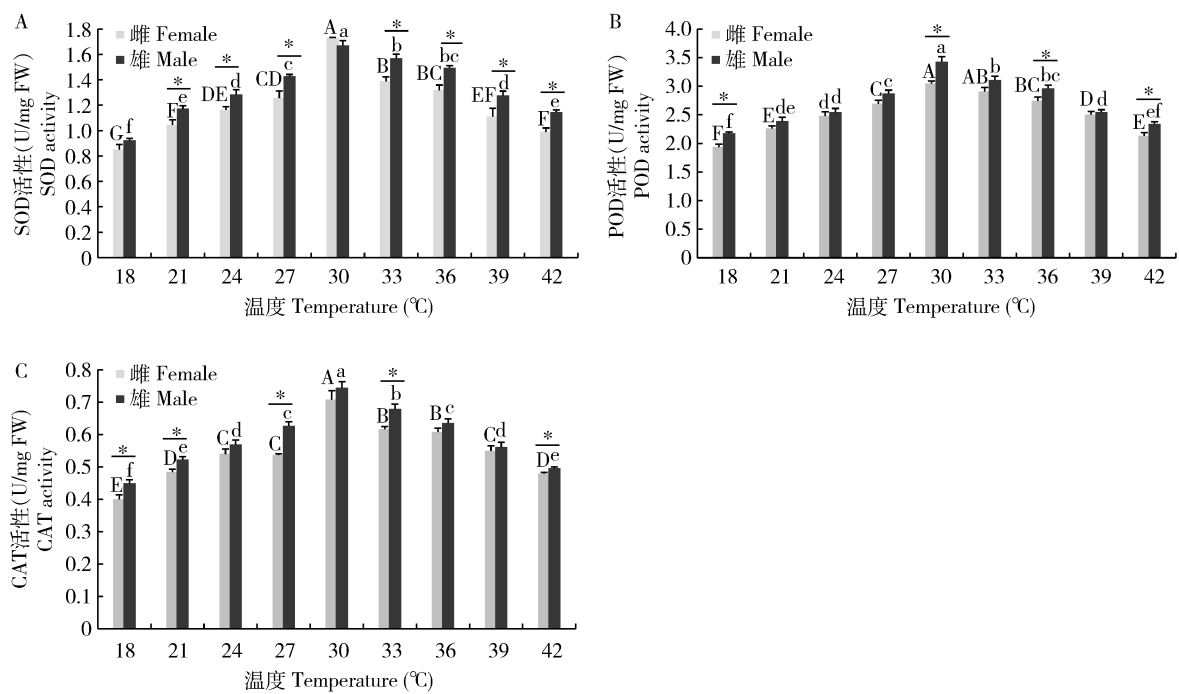 A
SOD活性(U/mg FW)
SOD activity
雌 Female
雄 Male
1.8
1.6
1.4
1.2
1.0
0.8
0.6
0.4
0.2
0
G f
F e *
DE d *
CD c *
A a
B b *
BC bc *
EF d *
F e *
18 21 24 27 30 33 36 39 42
温度 Temperature (℃)
B
POD活性(U/mg FW)
POD activity
雌 Female
雄 Male
4.0
3.5
3.0
2.5
2.0
1.5
1.0
0.5
0
F f *
E de
d d
C c
A a *
AB b
BC bc *
D d
E ef *
18 21 24 27 30 33 36 39 42
温度 Temperature (℃)
C
CAT活性(U/mg FW)
CAT activity
雌 Female
雄 Male
0.8
0.7
0.6
0.5
0.4
0.3
0.2
0.1
0
E f *
D e *
C d
C c *
A a
B b *
B c
C d
D e *
18 21 24 27 30 33 36 39 42
温度 Temperature (℃)